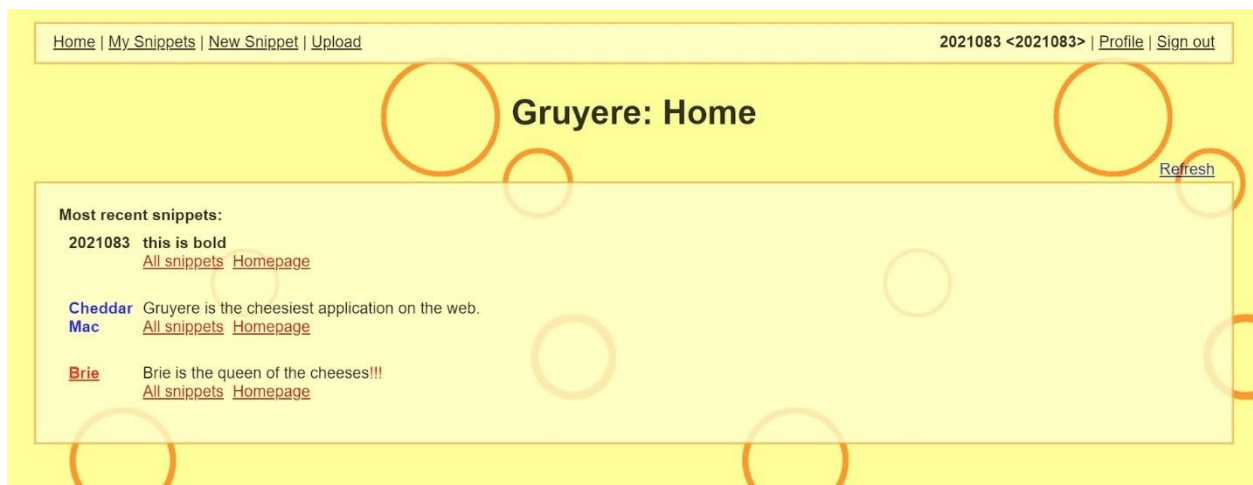 Home | My Snippets | New Snippet | Upload
2021083 <2021083> | Profile | Sign out
Gruyere: Home
Refresh
Most recent snippets:
2021083 this is bold
All snippets Homepage
Cheddar Gruyere is the cheesiest application on the web.
Mac All snippets Homepage
Brie Brie is the queen of the cheeses!!!
All snippets Homepage